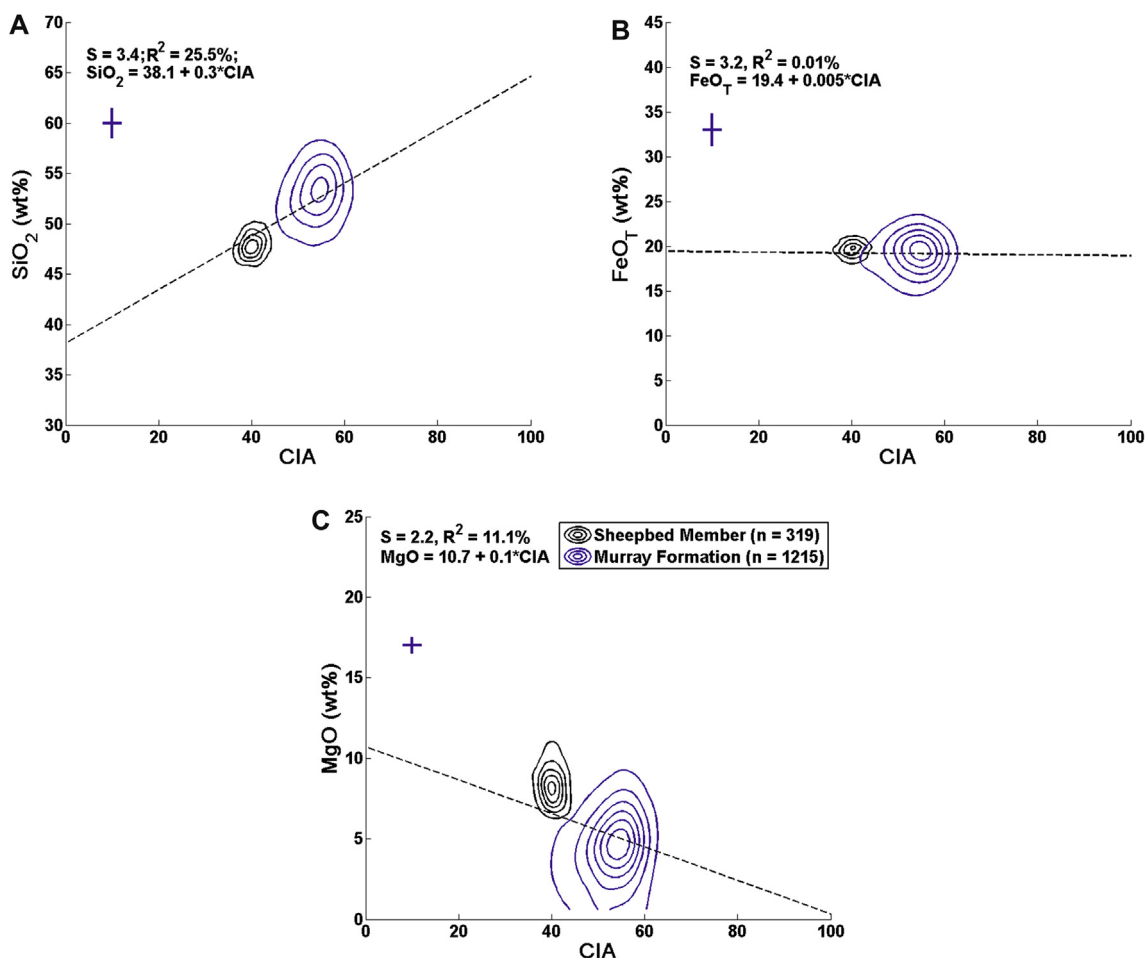 A
S = 3.4;R² = 25.5%;
SiO₂ = 38.1 + 0.3*CIA
70
65
60
55
50
45
40
35
30
SiO₂ (wt%)
0 20 40 60 80 100
CIA
B
S = 3.2, R² = 0.01%
FeO_T = 19.4 + 0.005*CIA
45
40
35
30
25
20
15
10
5
0
FeO_T (wt%)
0 20 40 60 80 100
CIA
C
S = 2.2, R² = 11.1%
MgO = 10.7 + 0.1*CIA
Sheepbed Member (n = 319)
Murray Formation (n = 1215)
25
20
15
10
5
0
MgO (wt%)
0 20 40 60 80 100
CIA